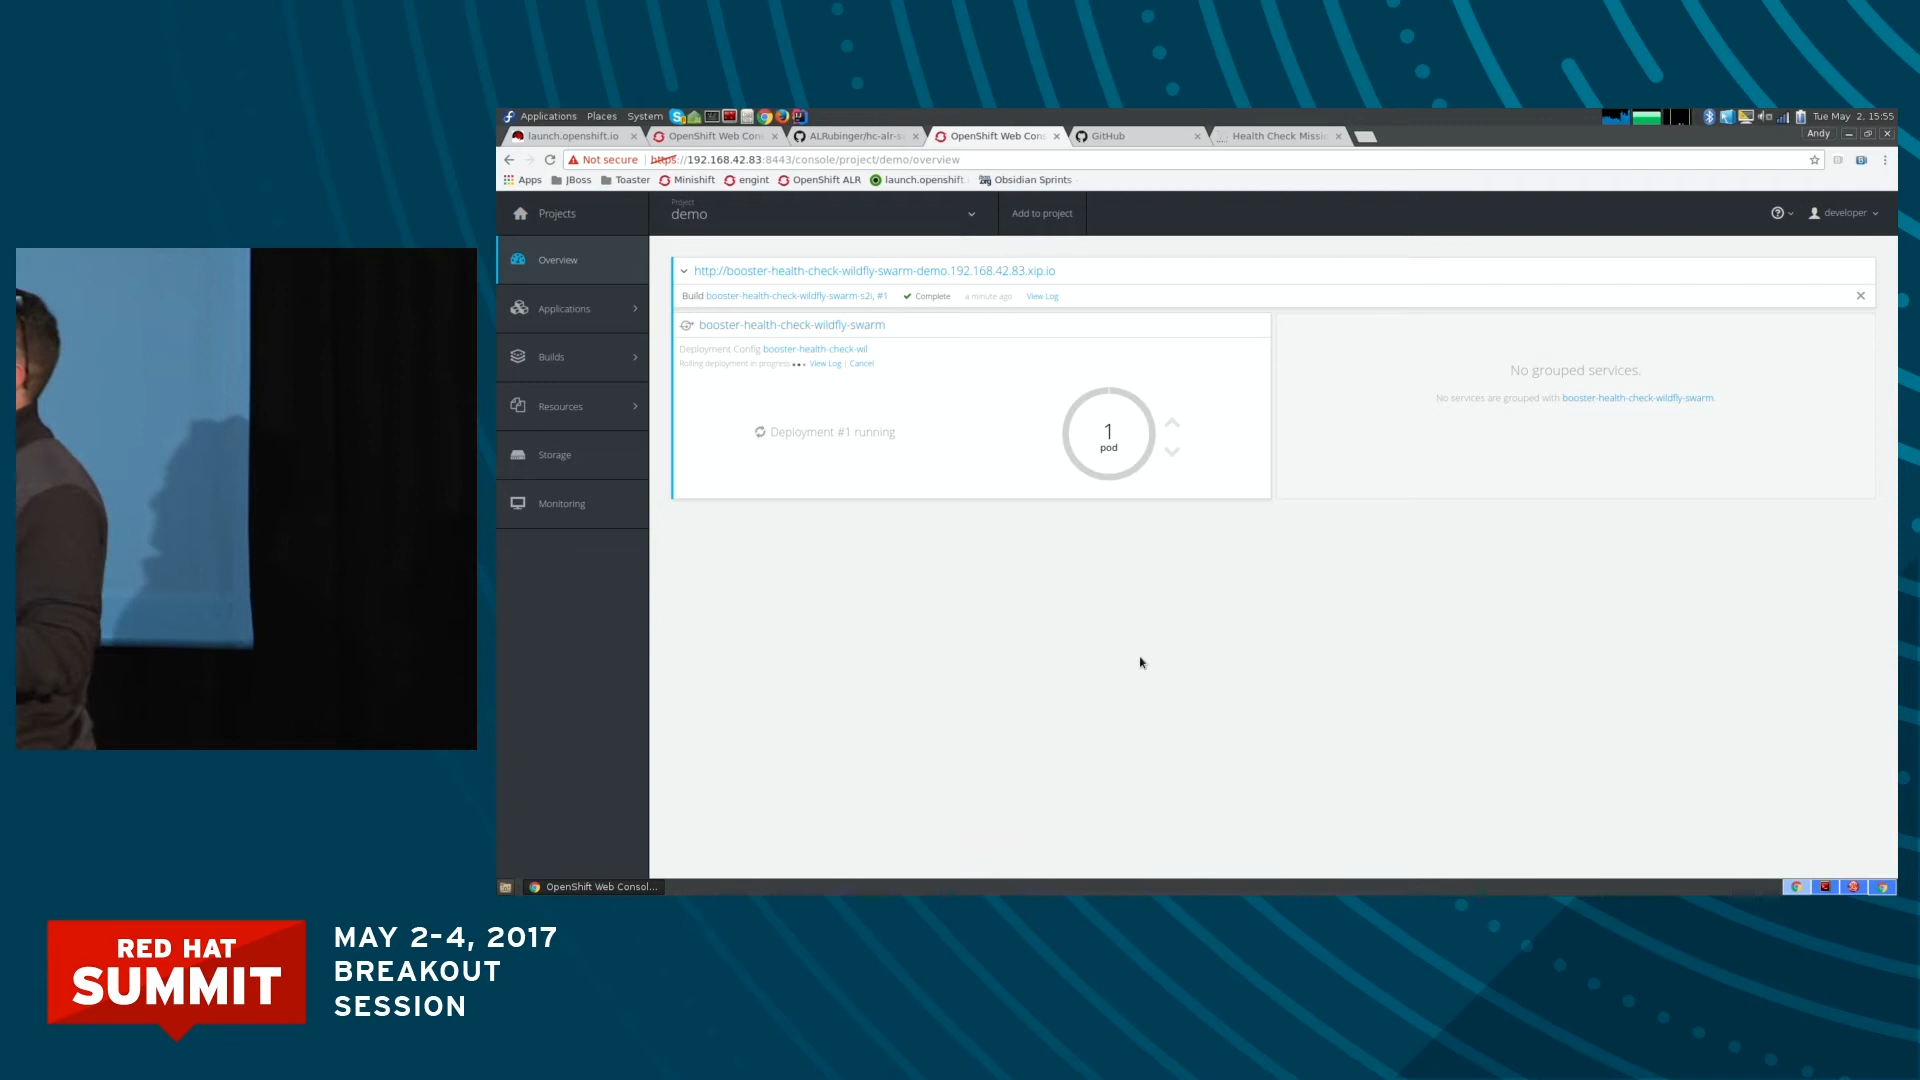 Applications Places System
Tue May 2, 15:55
launch.openshift.io
OpenShift Web Con
ALRubinger/hc-alr-s
OpenShift Web Con
GitHub
Health Check Missi
Andy
Not secure
https://192.168.42.83:8443/console/project/demo/overview
Apps
JBoss
Toaster
Minishift
engint
OpenShift ALR
launch.openshift.
Obsidian Sprints
Projects
Project
demo
Add to project
developer
Overview
Applications
Builds
Resources
Storage
Monitoring
http://booster-health-check-wildfly-swarm-demo.192.168.42.83.xip.io
Build booster-health-check-wildfly-swarm-s2i, #1 Complete a minute ago View Log
booster-health-check-wildfly-swarm
Deployment Config booster-health-check-wil
Rolling deployment in progress ••• View Log | Cancel
Deployment #1 running
1
pod
No grouped services.
No services are grouped with booster-health-check-wildfly-swarm.
OpenShift Web Consol...
RED HAT
SUMMIT
MAY 2-4, 2017
BREAKOUT
SESSION